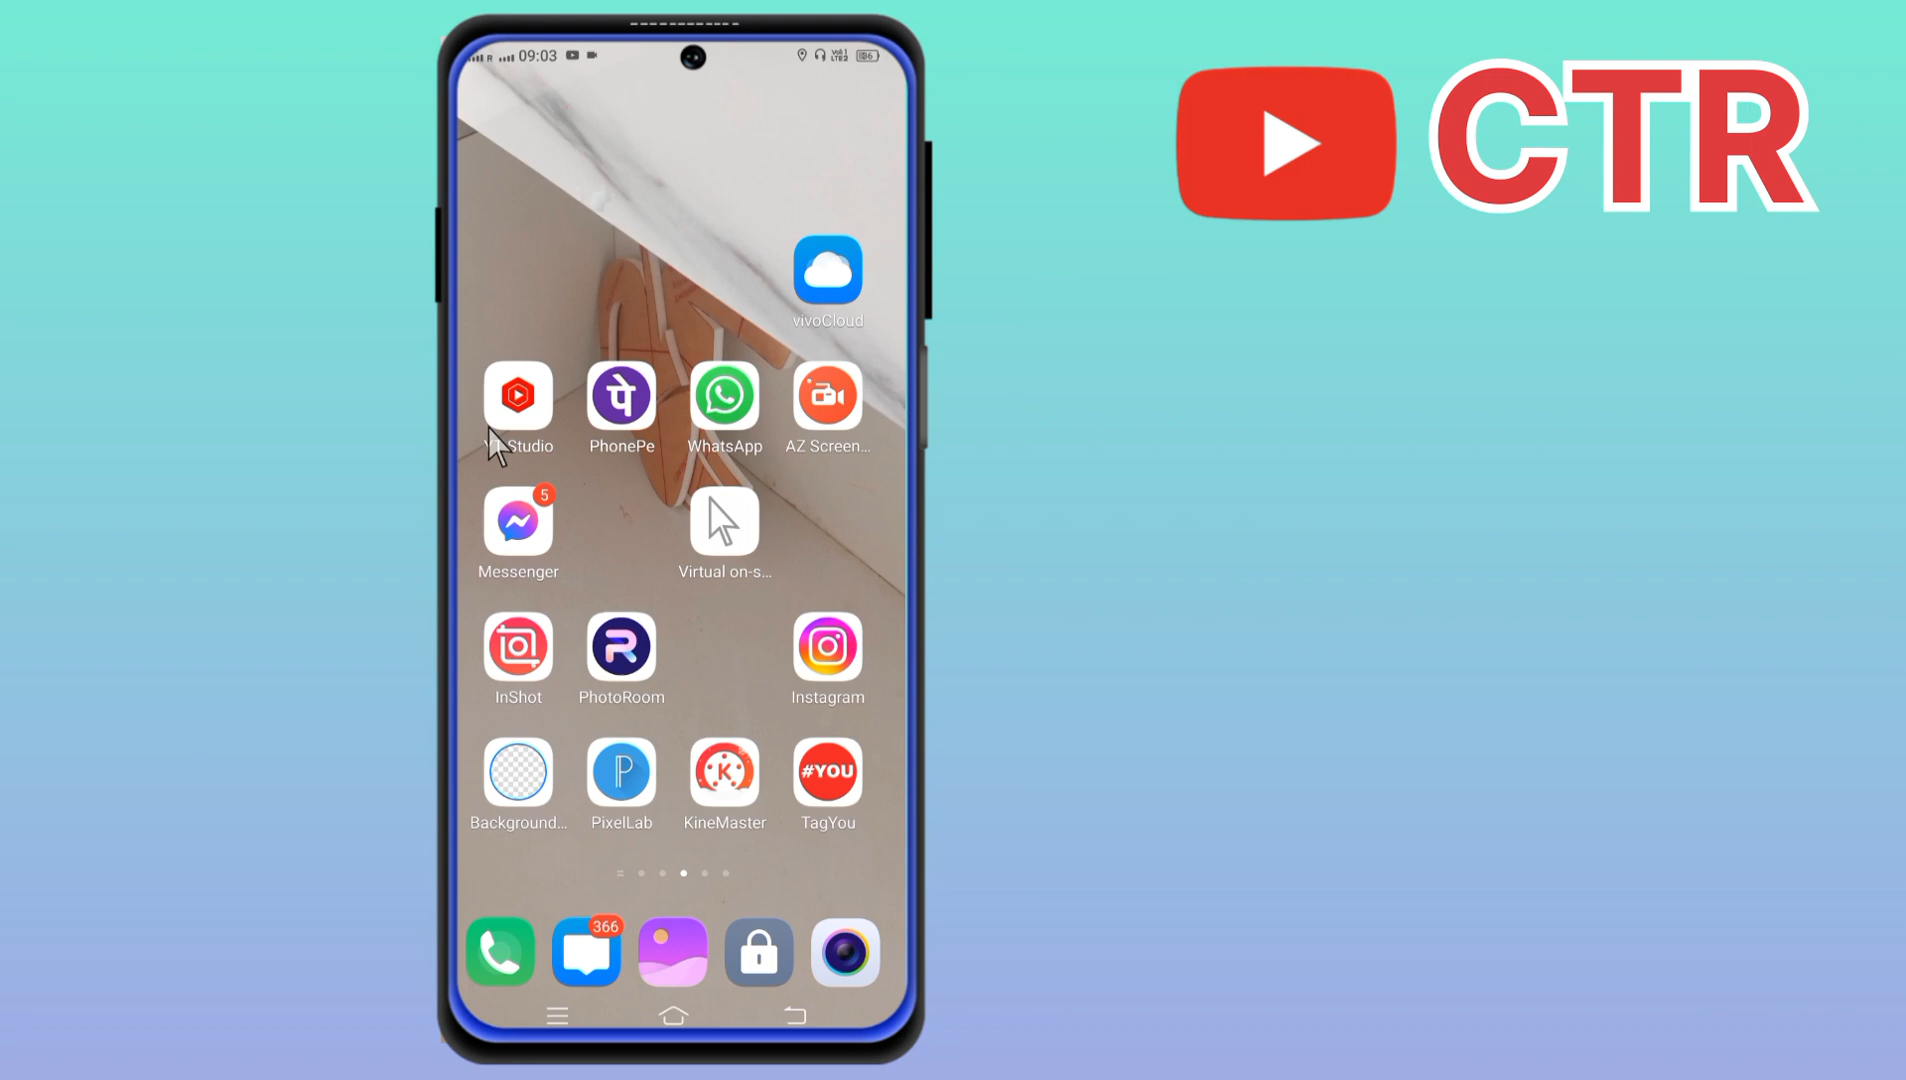 CTR
R 09:03
vivoCloud
पे
YT Studio PhonePe WhatsApp AZ Screen...
5
Messenger Virtual on-s...
R
InShot PhotoRoom Instagram
P K #YOU
Background... PixelLab KineMaster TagYou
366